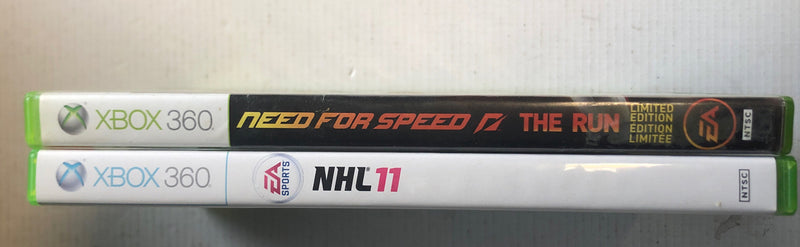 XBOX 360
NEED FOR SPEED THE RUN
LIMITED
EDITION
EDITION
LIMITÉE
EA
NTSC
XBOX 360
EA
SPORTS
NHL 11
NTSC